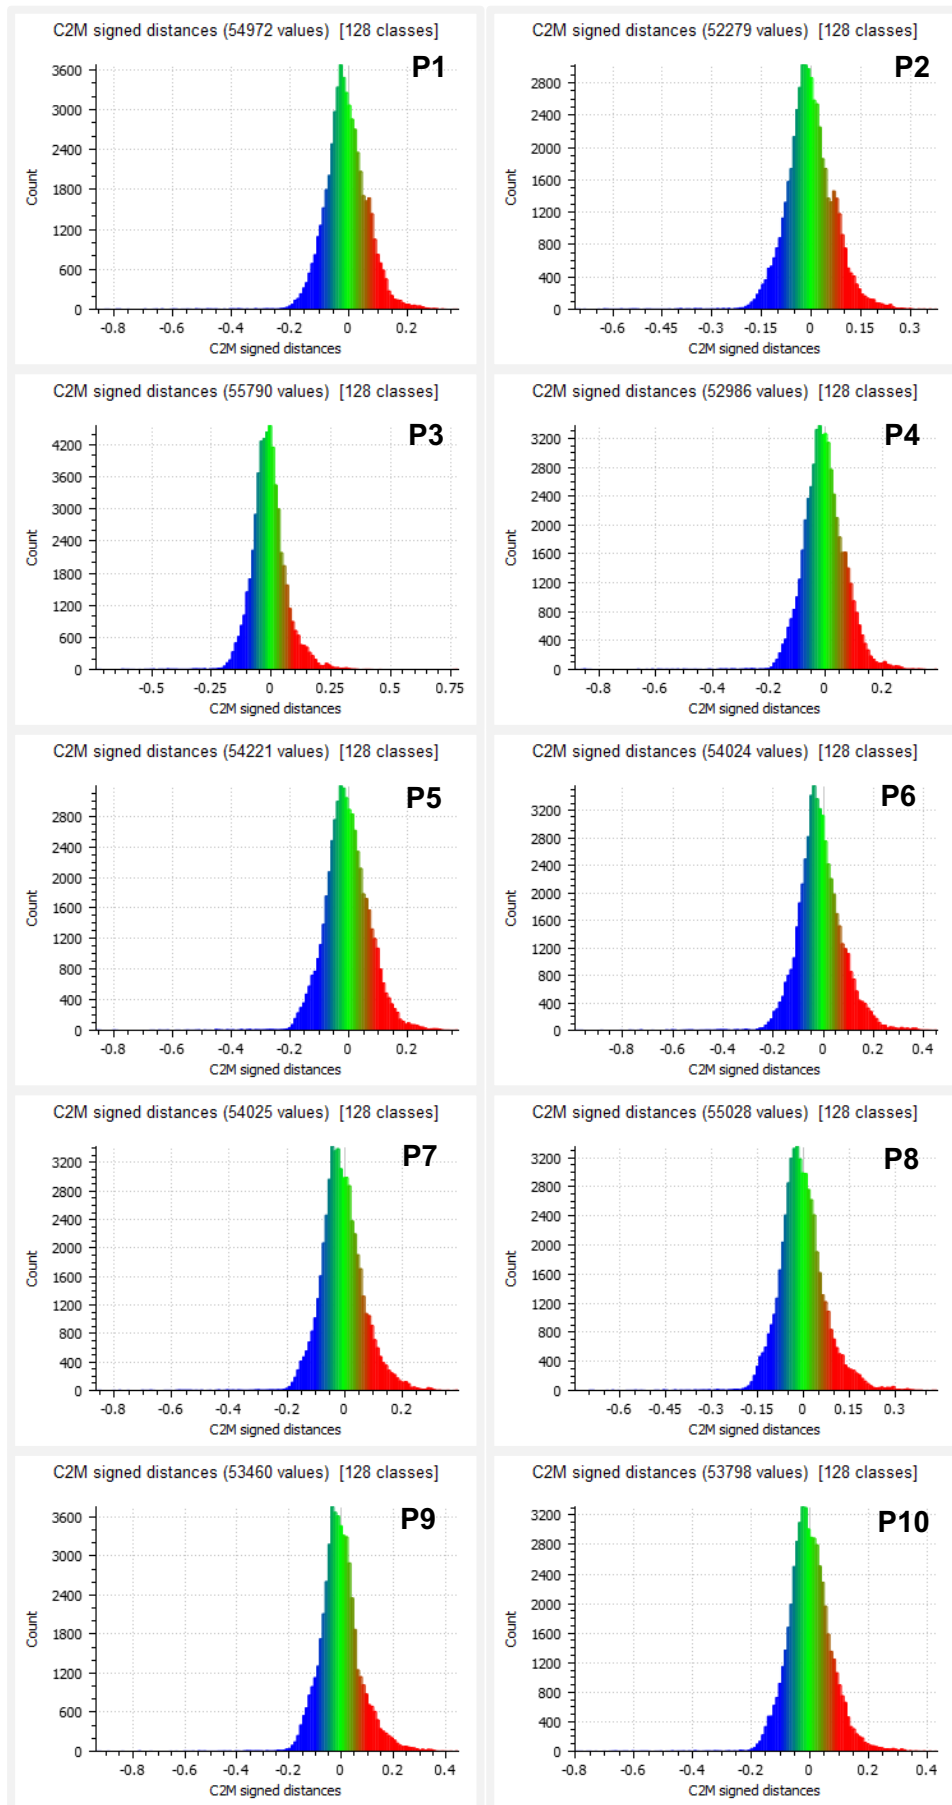 C2M signed distances (54972 values) [128 classes]
P1
3600
3000
2400
1800
1200
600
0
Count
-0.8 -0.6 -0.4 -0.2 0 0.2
C2M signed distances
C2M signed distances (52279 values) [128 classes]
P2
2800
2400
2000
1600
1200
800
400
0
Count
-0.6 -0.45 -0.3 -0.15 0 0.15 0.3
C2M signed distances
C2M signed distances (55790 values) [128 classes]
P3
4200
3600
3000
2400
1800
1200
600
0
Count
-0.5 -0.25 0 0.25 0.5 0.75
C2M signed distances
C2M signed distances (52986 values) [128 classes]
P4
3200
2800
2400
2000
1600
1200
800
400
0
Count
-0.8 -0.6 -0.4 -0.2 0 0.2
C2M signed distances
C2M signed distances (54221 values) [128 classes]
P5
2800
2400
2000
1600
1200
800
400
0
Count
-0.8 -0.6 -0.4 -0.2 0 0.2
C2M signed distances
C2M signed distances (54024 values) [128 classes]
P6
3200
2800
2400
2000
1600
1200
800
400
0
Count
-0.8 -0.6 -0.4 -0.2 0 0.2 0.4
C2M signed distances
C2M signed distances (54025 values) [128 classes]
P7
3200
2800
2400
2000
1600
1200
800
400
0
Count
-0.8 -0.6 -0.4 -0.2 0 0.2
C2M signed distances
C2M signed distances (55028 values) [128 classes]
P8
3200
2800
2400
2000
1600
1200
800
400
0
Count
-0.6 -0.45 -0.3 -0.15 0 0.15 0.3
C2M signed distances
C2M signed distances (53460 values) [128 classes]
P9
3600
3000
2400
1800
1200
600
0
Count
-0.8 -0.6 -0.4 -0.2 0 0.2 0.4
C2M signed distances
C2M signed distances (53798 values) [128 classes]
P10
3200
2800
2400
2000
1600
1200
800
400
0
Count
-0.8 -0.6 -0.4 -0.2 0 0.2 0.4
C2M signed distances